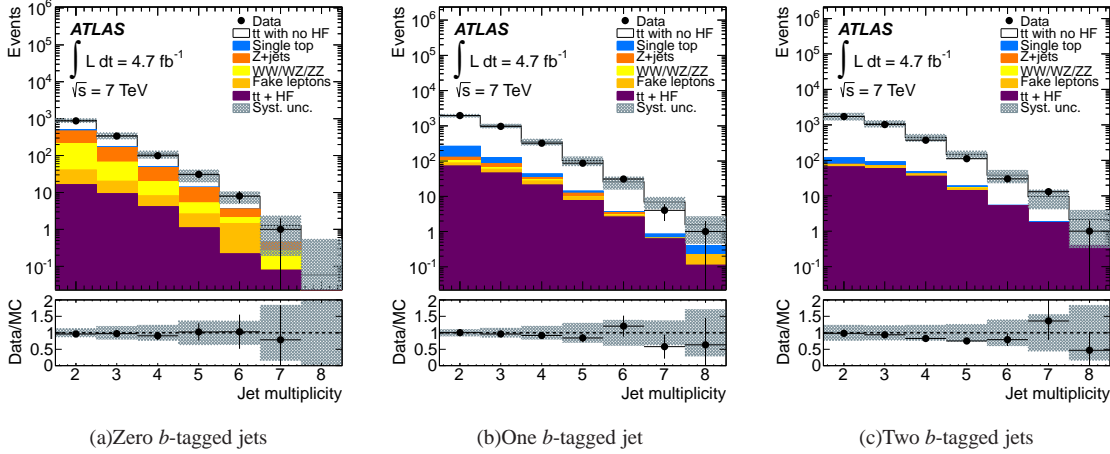 Events
10⁶
10⁵
10⁴
10³
10²
10
1
10⁻¹
ATLAS
∫ L dt = 4.7 fb⁻¹
√s = 7 TeV
Data
tt with no HF
Single top
Z+jets
WW/WZ/ZZ
Fake leptons
tt + HF
Syst. unc.
Data/MC
2
1.5
1
0.5
0
2 3 4 5 6 7 8
Jet multiplicity
(a)Zero b-tagged jets
Events
10⁶
10⁵
10⁴
10³
10²
10
1
10⁻¹
ATLAS
∫ L dt = 4.7 fb⁻¹
√s = 7 TeV
Data
tt with no HF
Single top
Z+jets
WW/WZ/ZZ
Fake leptons
tt + HF
Syst. unc.
Data/MC
2
1.5
1
0.5
0
2 3 4 5 6 7 8
Jet multiplicity
(b)One b-tagged jet
Events
10⁶
10⁵
10⁴
10³
10²
10
1
10⁻¹
ATLAS
∫ L dt = 4.7 fb⁻¹
√s = 7 TeV
Data
tt with no HF
Single top
Z+jets
WW/WZ/ZZ
Fake leptons
tt + HF
Syst. unc.
Data/MC
2
1.5
1
0.5
0
2 3 4 5 6 7 8
Jet multiplicity
(c)Two b-tagged jets